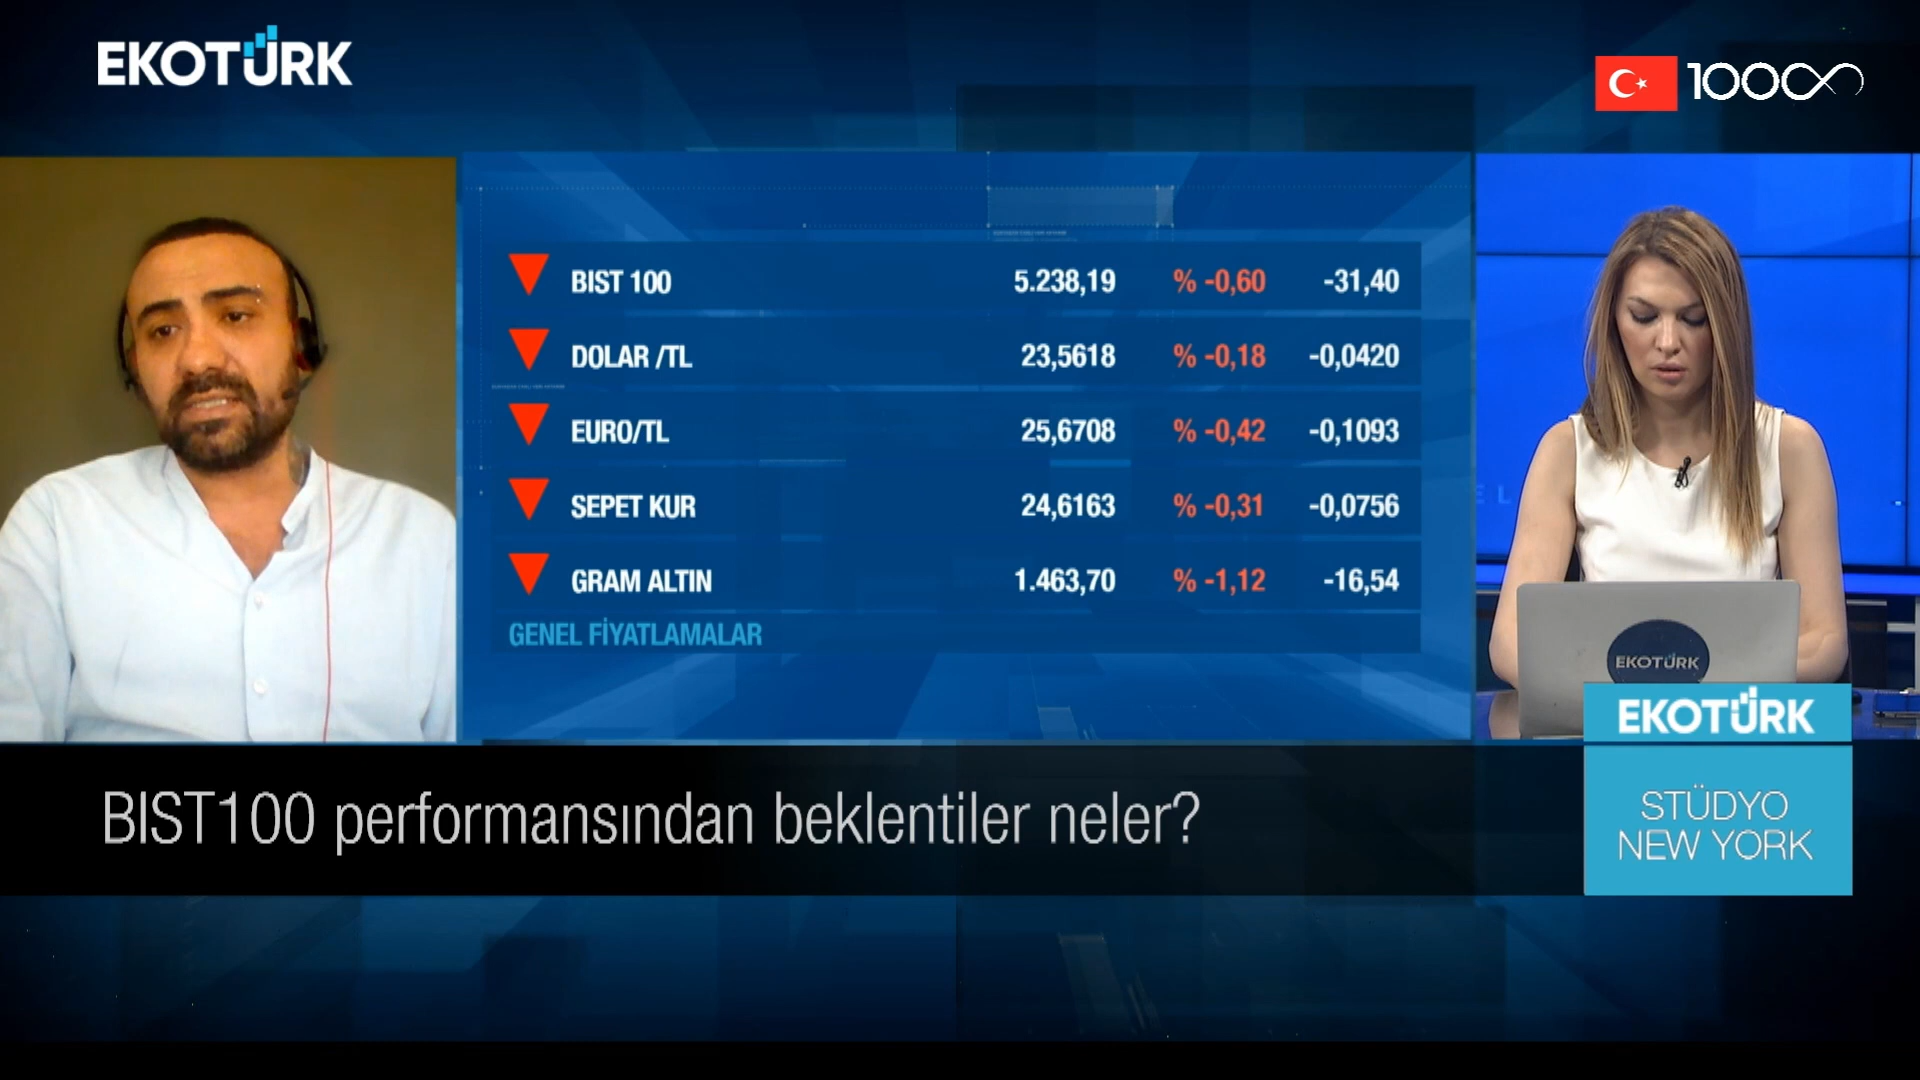 EKOTÜRK
100
BIST 100 5.238,19 % -0,60 -31,40
DOLAR /TL 23,5618 % -0,18 -0,0420
EURO/TL 25,6708 % -0,42 -0,1093
SEPET KUR 24,6163 % -0,31 -0,0756
GRAM ALTIN 1.463,70 % -1,12 -16,54
GENEL FİYATLAMALAR
EKOTÜRK
EKOTÜRK
BIST100 performansından beklentiler neler?
STÜDYO
NEW YORK